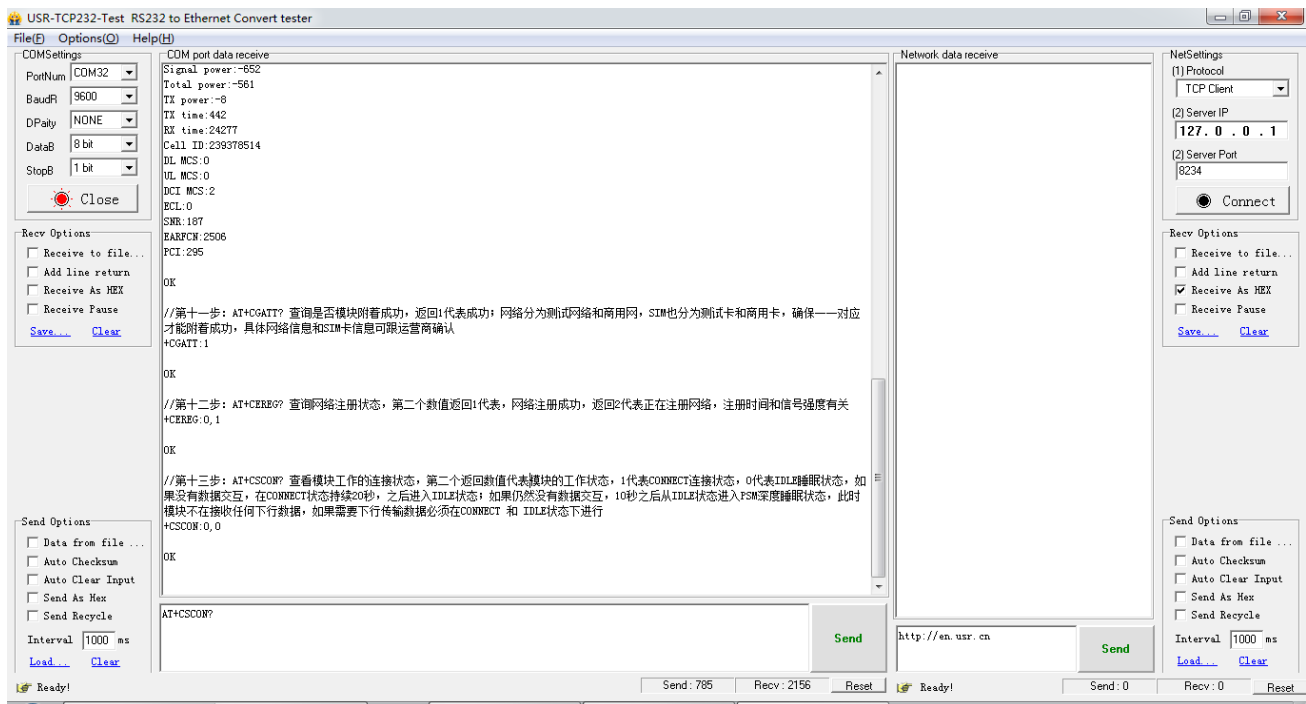 USR-TCP232-Test RS232 to Ethernet Convert tester
File(F) Options(O) Help(H)
COMSettings
PortNum COM32
BaudR 9600
DPaity NONE
DataB 8 bit
StopB 1 bit
Close
Recv Options
Receive to file...
Add line return
Receive As HEX
Receive Pause
Save... Clear
Send Options
Data from file ...
Auto Checksum
Auto Clear Input
Send As Hex
Send Recycle
Interval 1000 ms
Load... Clear
Ready!
COM port data receive
Signal power:-652
Total power:-561
TX power:-8
TX time:442
RX time:24277
Cell ID:239378514
DL MCS:0
UL MCS:0
DCI MCS:2
ECL:0
SNR:187
EARFCN:2506
PCI:295
OK
//第十一步: AT+CGATT? 查询是否模块附着成功, 返回1代表成功; 网络分为测试网络和商用网, SIM也分为测试卡和商用卡, 确保一一对应
才能附着成功, 具体网络信息和SIM卡信息可跟运营商确认
+CGATT:1
OK
//第十二步: AT+CEREG? 查询网络注册状态, 第二个数值返回1代表, 网络注册成功, 返回2代表正在注册网络, 注册时间和信号强度有关
+CEREG:0,1
OK
//第十三步: AT+CSCON? 查看模块工作的连接状态, 第二个返回数值代表模块的工作状态, 1代表CONNECT连接状态, 0代表IDLE睡眠状态, 如
果没有数据交互, 在CONNECT状态持续20秒, 之后进入IDLE状态; 如果仍然没有数据交互, 10秒之后从IDLE状态进入PSM深度睡眠状态, 此时
模块不在接收任何下行数据, 如果需要下行传输数据必须在CONNECT 和 IDLE状态下进行
+CSCON:0,0
OK
AT+CSCON?
Send
Send : 785 Recv : 2156 Reset
Network data receive
http://en.usr.cn
Send
Ready!
Send : 0 Recv : 0 Reset
NetSettings
(1) Protocol
TCP Client
(2) Server IP
127. 0 . 0 . 1
(2) Server Port
8234
Connect
Recv Options
Receive to file...
Add line return
Receive As HEX
Receive Pause
Save... Clear
Send Options
Data from file ...
Auto Checksum
Auto Clear Input
Send As Hex
Send Recycle
Interval 1000 ms
Load... Clear